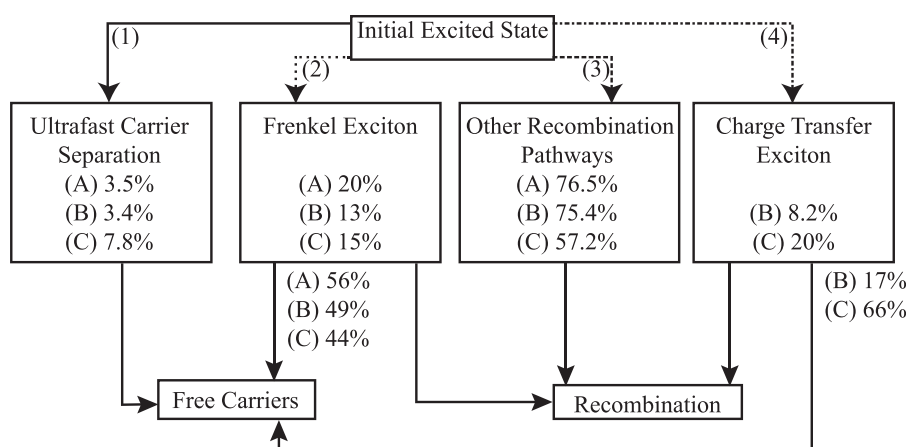 Initial Excited State
(1)
(2)
(3)
(4)
Ultrafast Carrier
Separation
(A) 3.5%
(B) 3.4%
(C) 7.8%
Frenkel Exciton
(A) 20%
(B) 13%
(C) 15%
Other Recombination
Pathways
(A) 76.5%
(B) 75.4%
(C) 57.2%
Charge Transfer
Exciton
(B) 8.2%
(C) 20%
(A) 56%
(B) 49%
(C) 44%
(B) 17%
(C) 66%
Free Carriers
Recombination